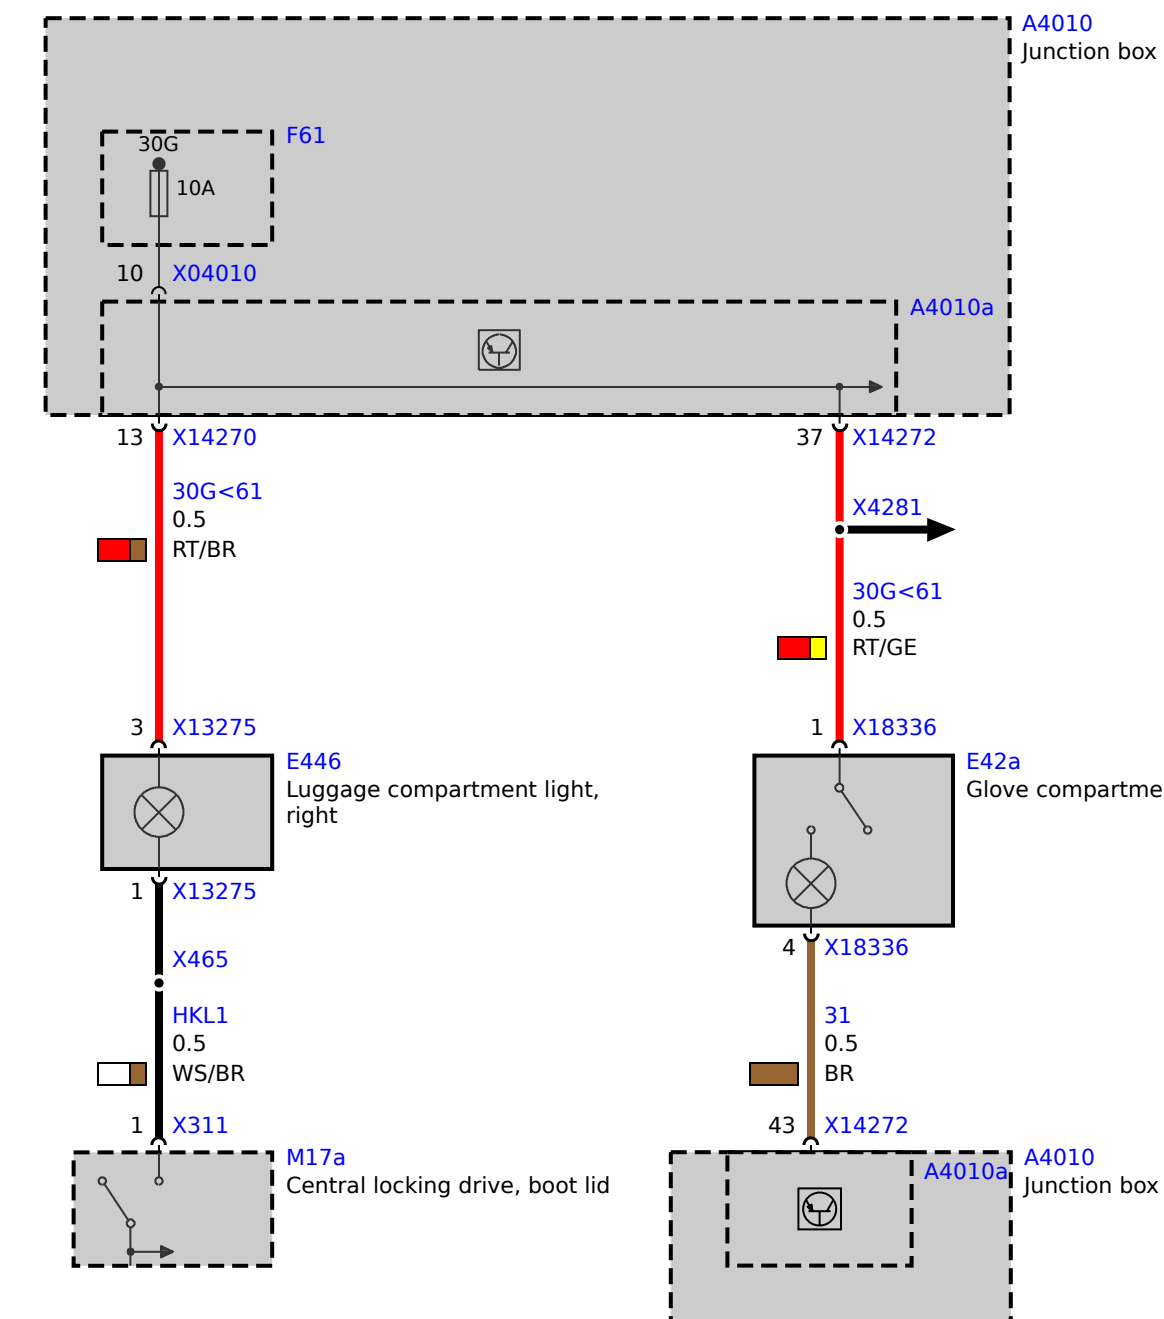 A4010
Junction box
F61
30G
10A
10 X04010
A4010a
13 X14270
37 X14272
30G<61
0.5
RT/BR
X4281
30G<61
0.5
RT/GE
3 X13275
1 X18336
E446
Luggage compartment light,
right
E42a
Glove compartme
1 X13275
4 X18336
X465
HKL1
0.5
WS/BR
31
0.5
BR
1 X311
43 X14272
M17a
Central locking drive, boot lid
A4010a
A4010
Junction box